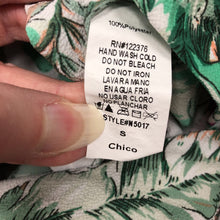 100%Polyester
RN#122376
HAND WASH COLD
DO NOT BLEACH
DO NOT IRON
LAVARA MANO
EN AGUA FRIA
NO USAR CLORO
NO PLANCHAR
STYLE#W5017
S
Chico